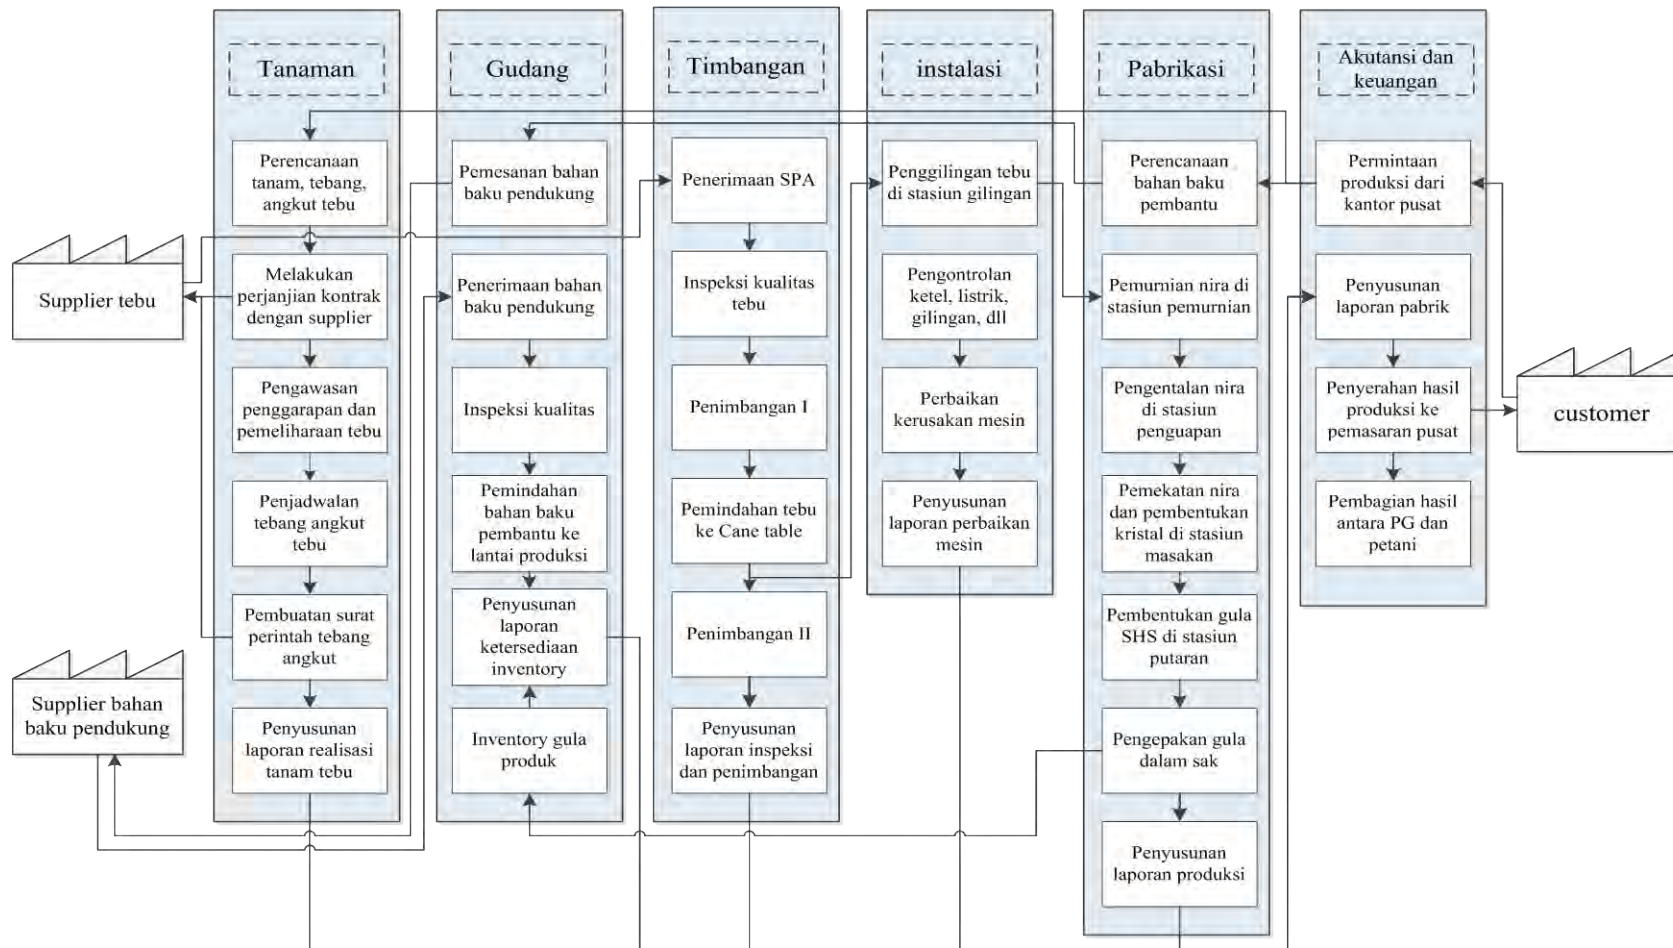 Tanaman
Perencanaan
tanam, tebang,
angkut tebu
Melakukan
perjanjian kontrak
dengan supplier
Pengawasan
penggarapan dan
pemeliharaan tebu
Penjadwalan
tebang angkut
tebu
Pembuatan surat
perintah tebang
angkut
Penyusunan
laporan realisasi
tanam tebu
Gudang
Pemesanan bahan
baku pendukung
Penerimaan bahan
baku pendukung
Inspeksi kualitas
Pemindahan
bahan baku
pembantu ke
lantai produksi
Penyusunan
laporan
ketersediaan
inventory
Inventory gula
produk
Timbangan
Penerimaan SPA
Inspeksi kualitas
tebu
Penimbangan I
Pemindahan tebu
ke Cane table
Penimbangan II
Penyusunan
laporan inspeksi
dan penimbangan
instalasi
Penggilingan tebu
di stasiun gilingan
Pengontrolan
ketel, listrik,
gilingan, dll
Perbaikan
kerusakan mesin
Penyusunan
laporan perbaikan
mesin
Pabrikasi
Perencanaan
bahan baku
pembantu
Pemurnian nira di
stasiun pemurnian
Pengentalan nira
di stasiun
penguapan
Pemekatan nira
dan pembentukan
kristal di stasiun
masakan
Pembentukan gula
SHS di stasiun
putaran
Pengepakan gula
dalam sak
Penyusunan
laporan produksi
Akutansi dan
keuangan
Permintaan
produksi dari
kantor pusat
Penyusunan
laporan pabrik
Penyerahan hasil
produksi ke
pemasaran pusat
Pembagian hasil
antara PG dan
petani
Supplier tebu
Supplier bahan
baku pendukung
customer